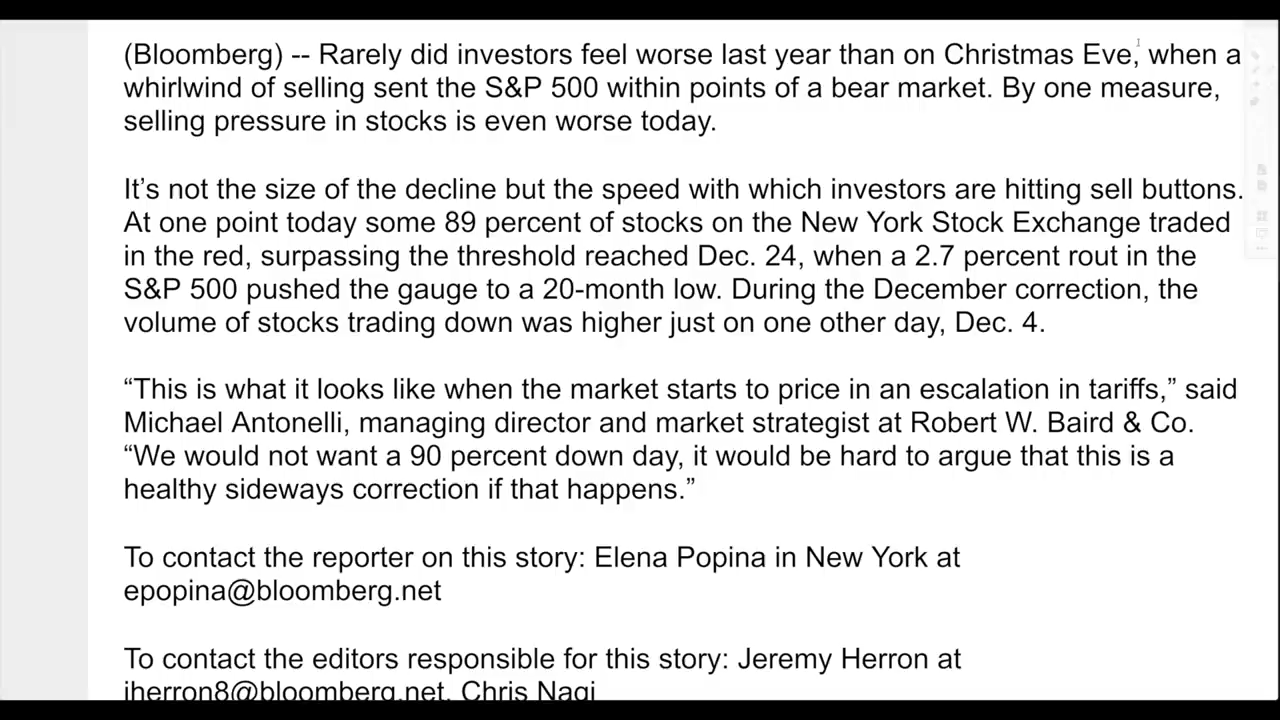 (Bloomberg) -- Rarely did investors feel worse last year than on Christmas Eve, when a
whirlwind of selling sent the S&P 500 within points of a bear market. By one measure,
selling pressure in stocks is even worse today.
It’s not the size of the decline but the speed with which investors are hitting sell buttons.
At one point today some 89 percent of stocks on the New York Stock Exchange traded
in the red, surpassing the threshold reached Dec. 24, when a 2.7 percent rout in the
S&P 500 pushed the gauge to a 20-month low. During the December correction, the
volume of stocks trading down was higher just on one other day, Dec. 4.
“This is what it looks like when the market starts to price in an escalation in tariffs,” said
Michael Antonelli, managing director and market strategist at Robert W. Baird & Co.
“We would not want a 90 percent down day, it would be hard to argue that this is a
healthy sideways correction if that happens.”
To contact the reporter on this story: Elena Popina in New York at
epopina@bloomberg.net
To contact the editors responsible for this story: Jeremy Herron at
jherron8@bloomberg.net, Chris Nagi